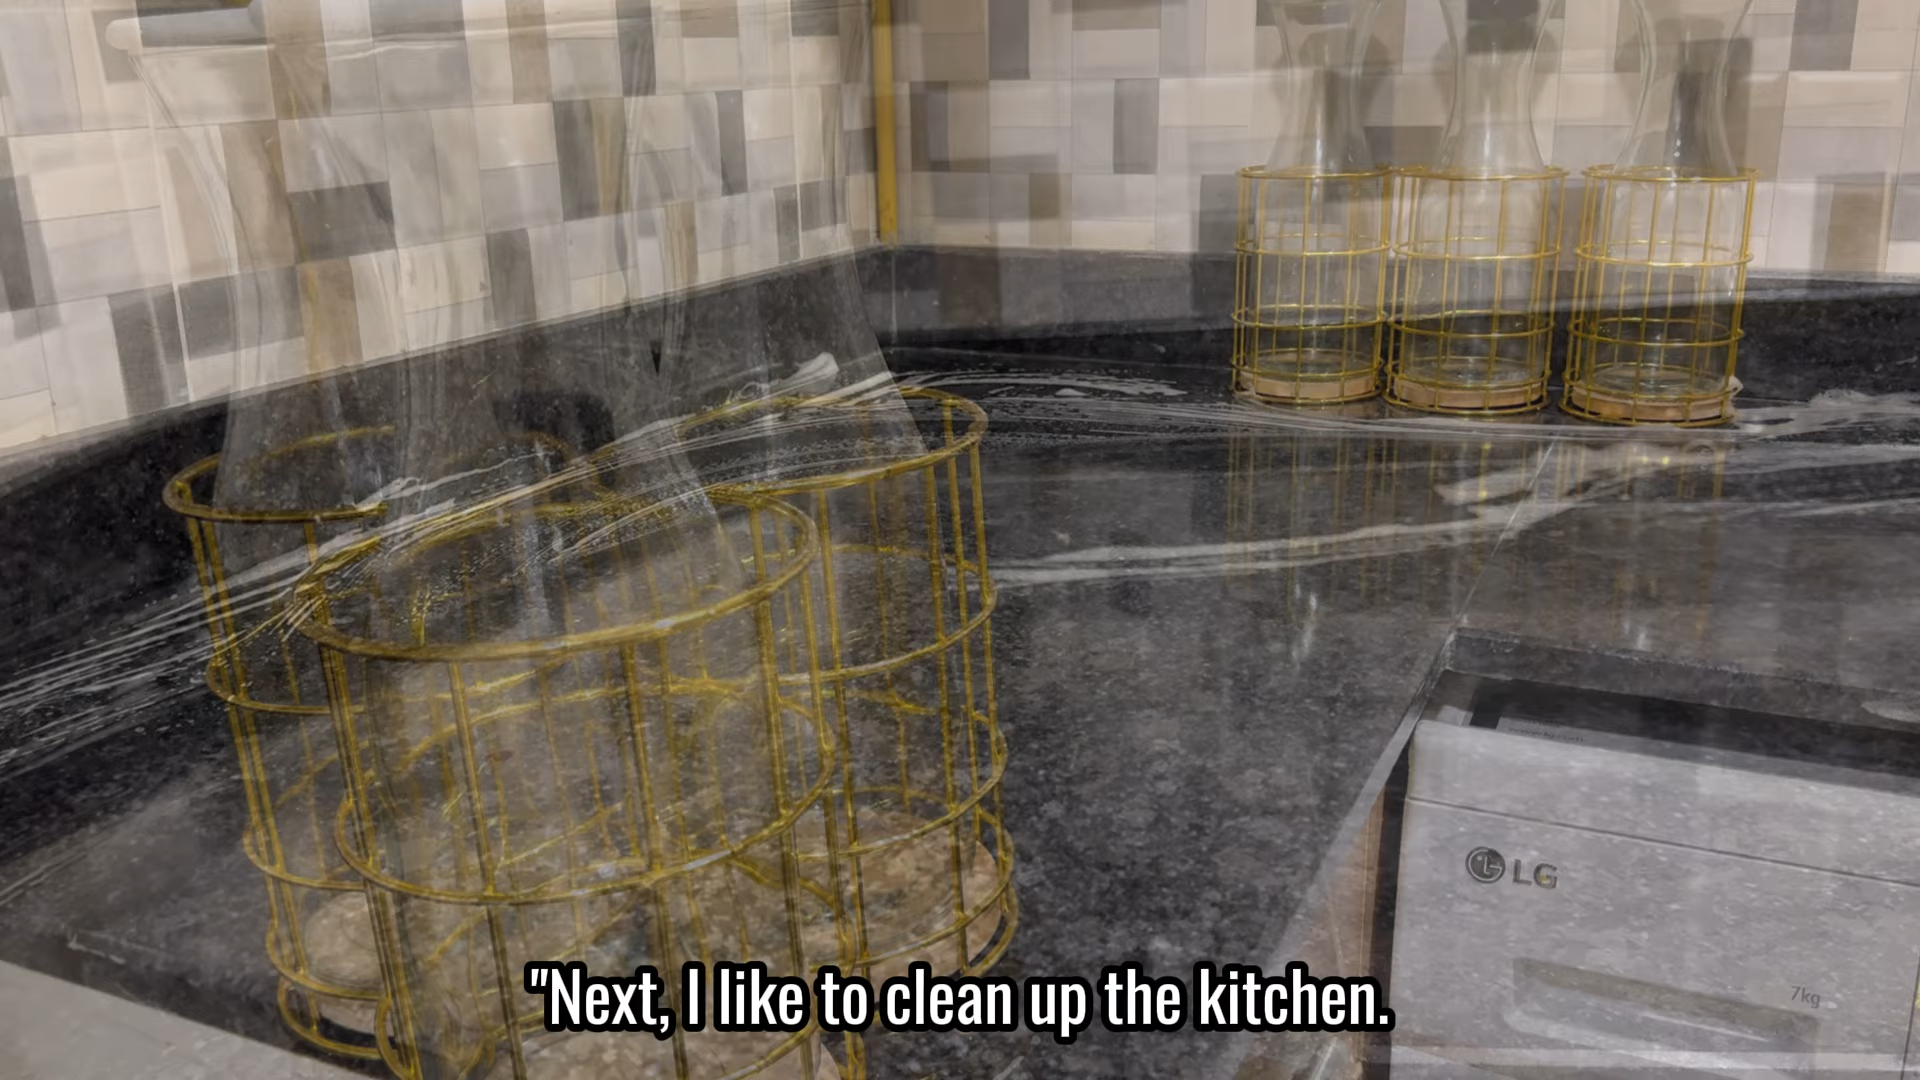 LG
7kg
"Next, I like to clean up the kitchen.